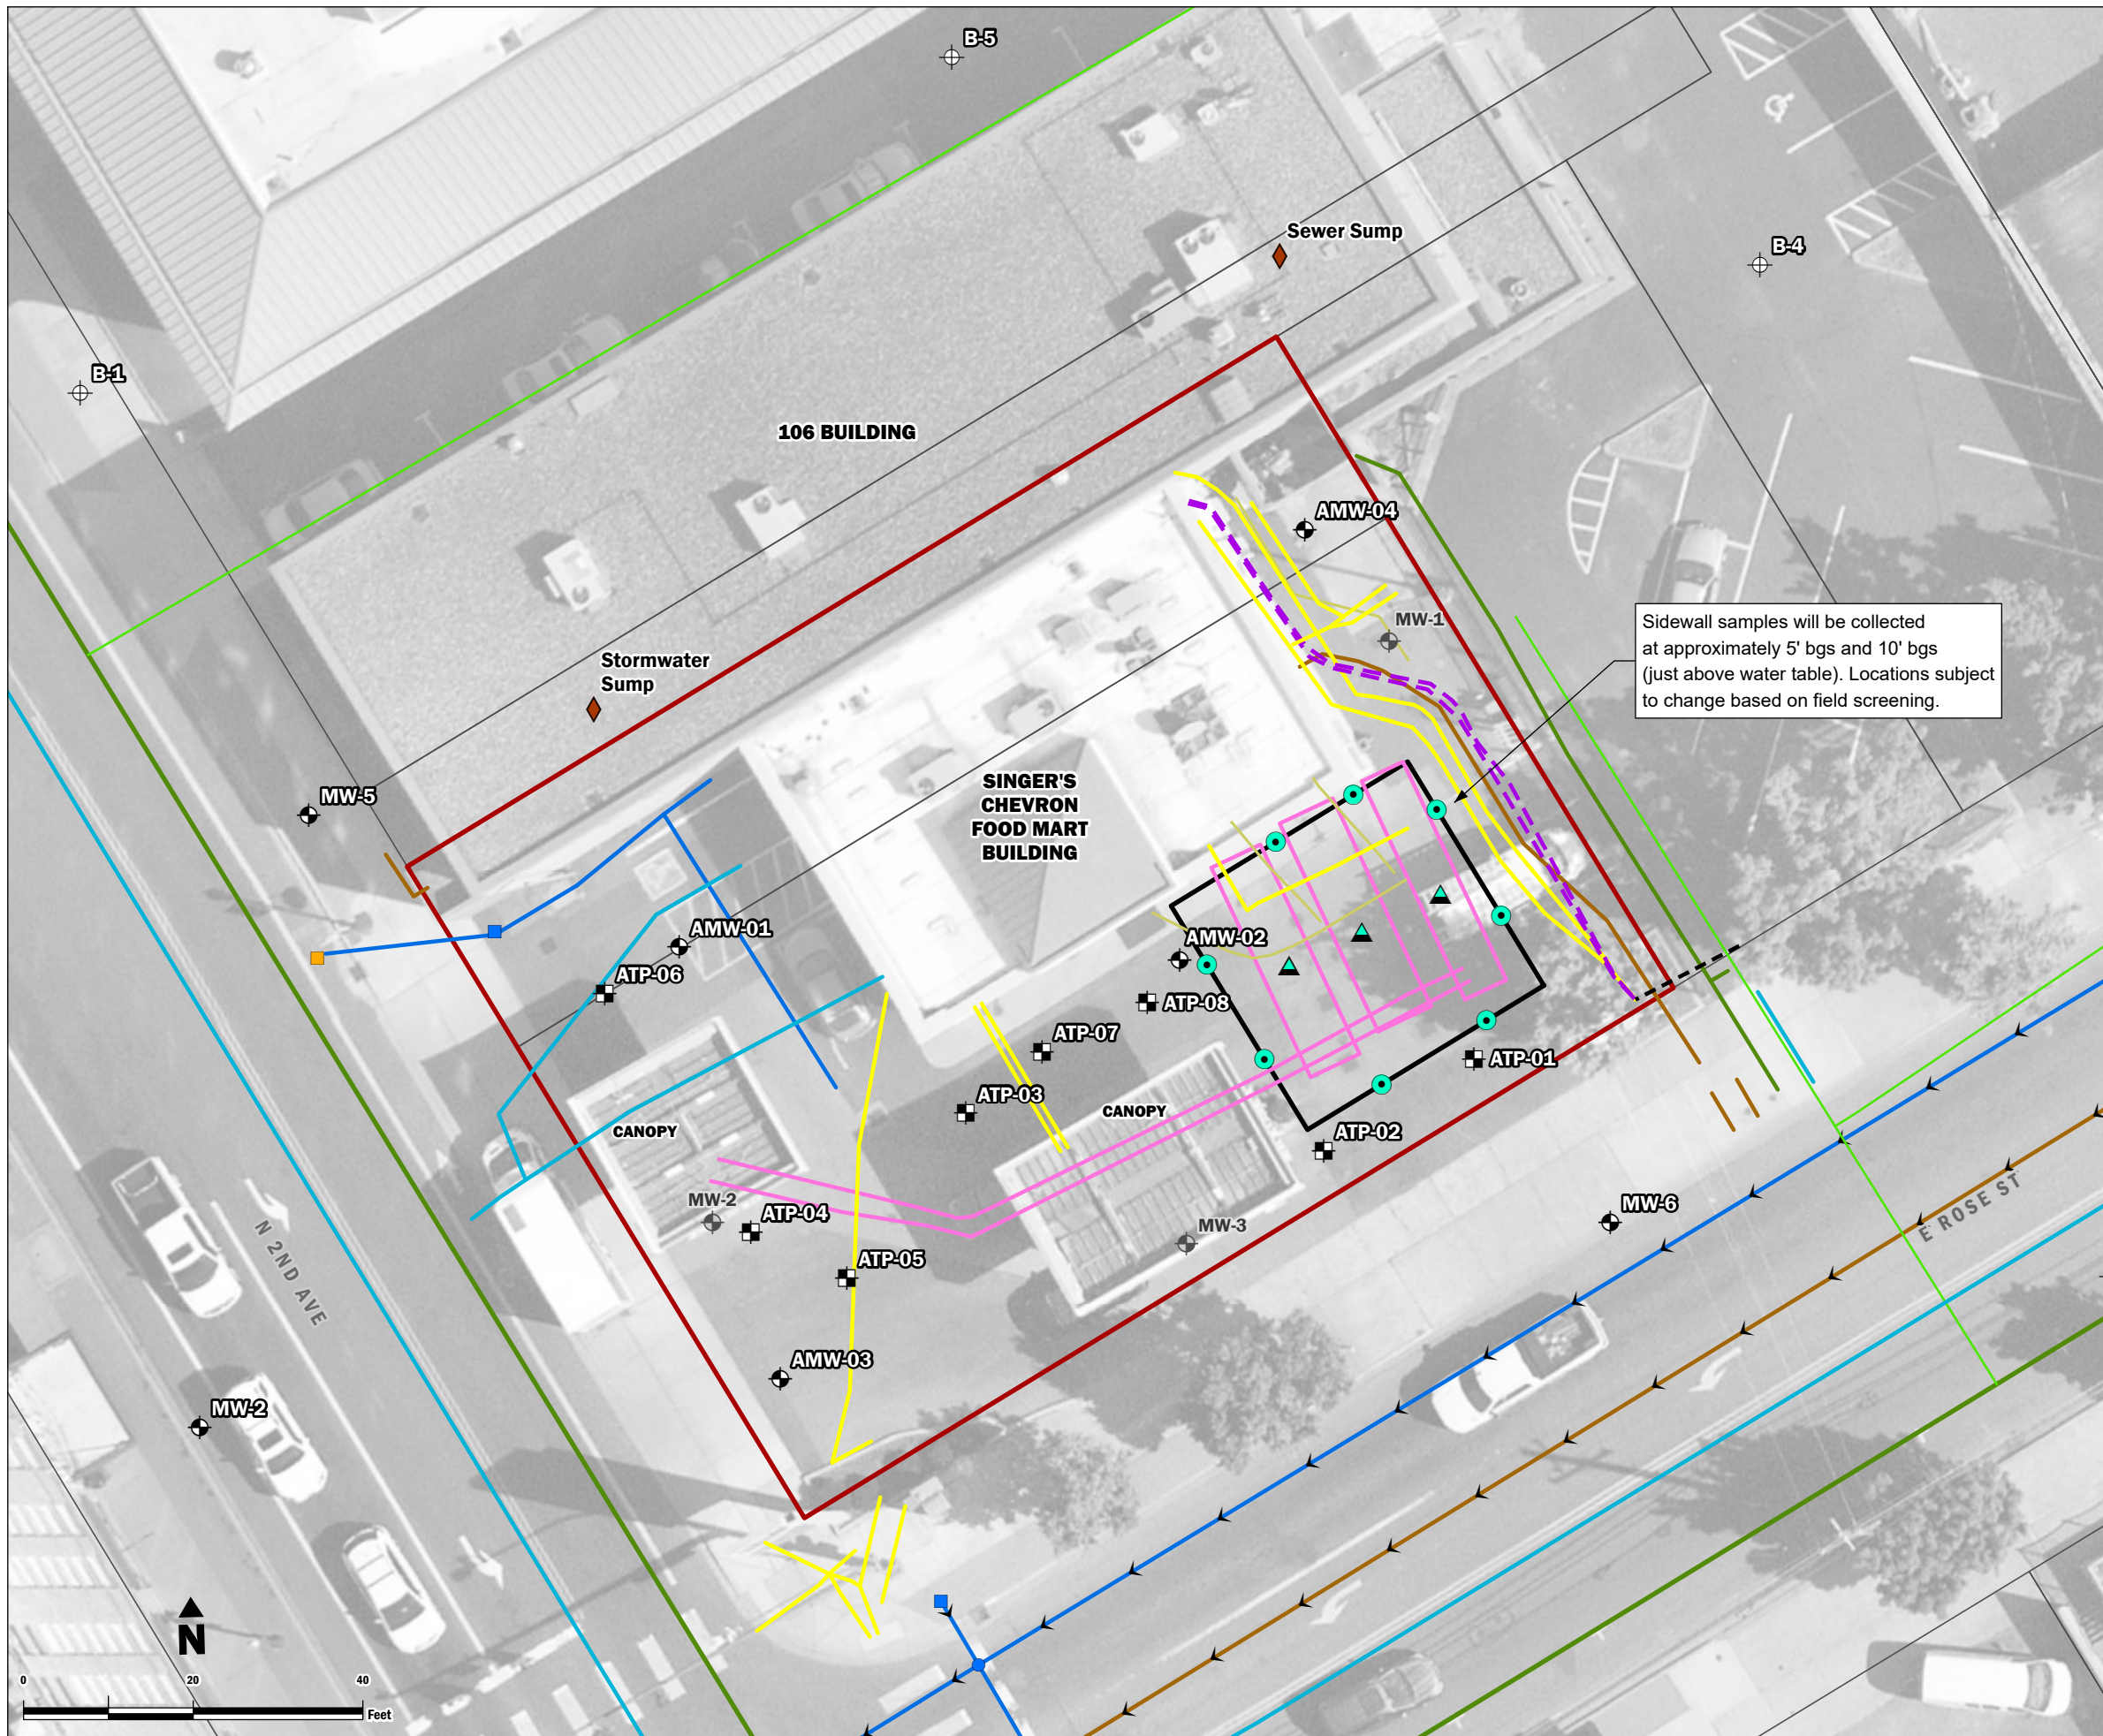 B-5
Sewer Sump
B-4
B-1
106 BUILDING
AMW-04
MW-1
Sidewall samples will be collected
at approximately 5' bgs and 10' bgs
(just above water table). Locations subject
to change based on field screening.
Stormwater
Sump
MW-5
SINGER'S
CHEVRON
FOOD MART
BUILDING
AMW-01
AMW-02
ATP-06
ATP-08
ATP-07
ATP-01
ATP-03
CANOPY
CANOPY
ATP-02
MW-2
ATP-04
MW-3
MW-6
E ROSE ST
N 2ND AVE
ATP-05
AMW-03
MW-2
N
0 20 40
Feet